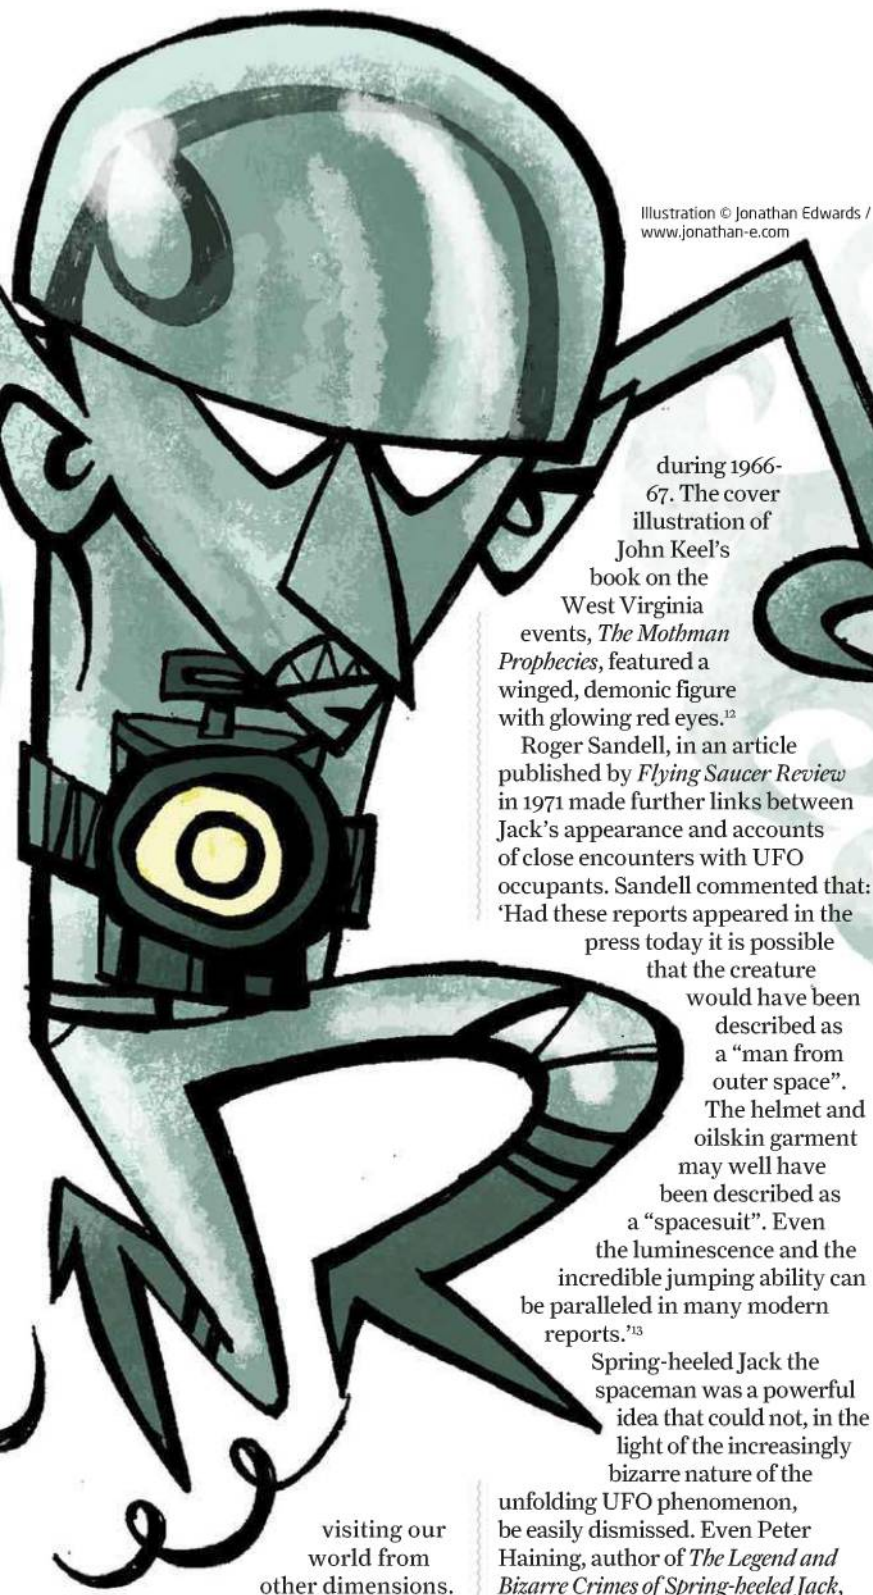 Illustration © Jonathan Edwards /
www.jonathan-e.com
visiting our
world from
other dimensions.
during 1966-
67. The cover
illustration of
John Keel's
book on the
West Virginia
events, The Mothman
Prophecies, featured a
winged, demonic figure
with glowing red eyes.12
Roger Sandell, in an article
published by Flying Saucer Review
in 1971 made further links between
Jack's appearance and accounts
of close encounters with UFO
occupants. Sandell commented that:
‘Had these reports appeared in the
press today it is possible
that the creature
would have been
described as
a “man from
outer space”.
The helmet and
oilskin garment
may well have
been described as
a “spacesuit”. Even
the luminescence and the
incredible jumping ability can
be paralleled in many modern
reports.’13
Spring-heeled Jack the
spaceman was a powerful
idea that could not, in the
light of the increasingly
bizarre nature of the
unfolding UFO phenomenon,
be easily dismissed. Even Peter
Haining, author of The Legend and
Bizarre Crimes of Spring-heeled Jack,